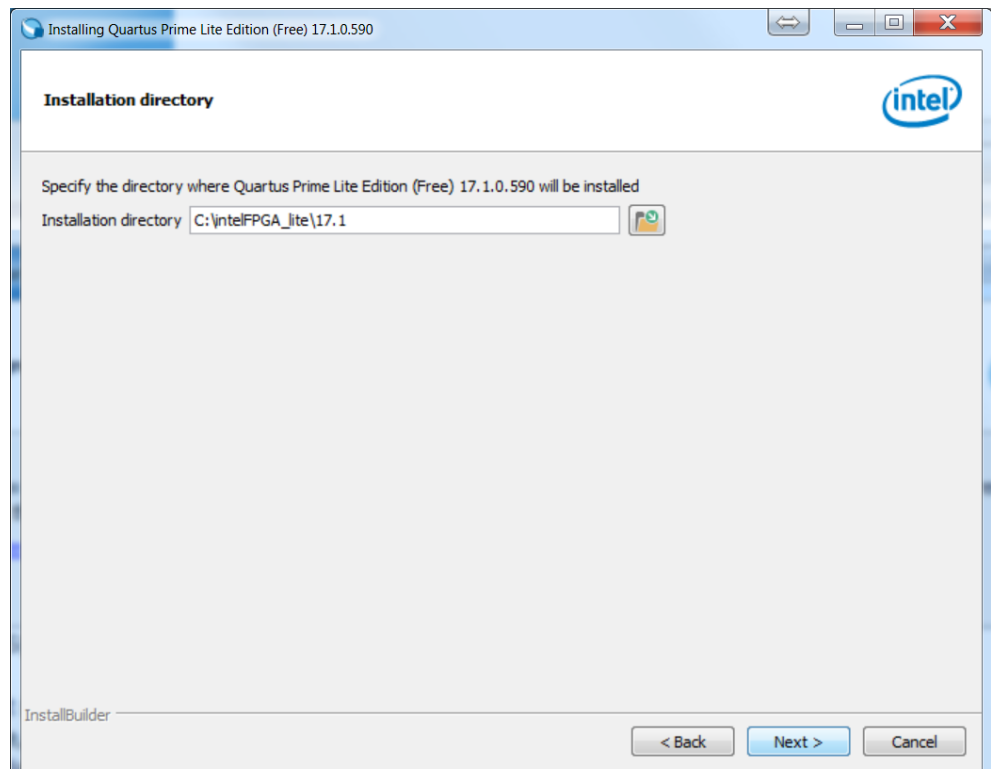 Installing Quartus Prime Lite Edition (Free) 17.1.0.590
Installation directory
intel
Specify the directory where Quartus Prime Lite Edition (Free) 17.1.0.590 will be installed
Installation directory C:\intelFPGA_lite\17.1
InstallBuilder
< Back Next > Cancel